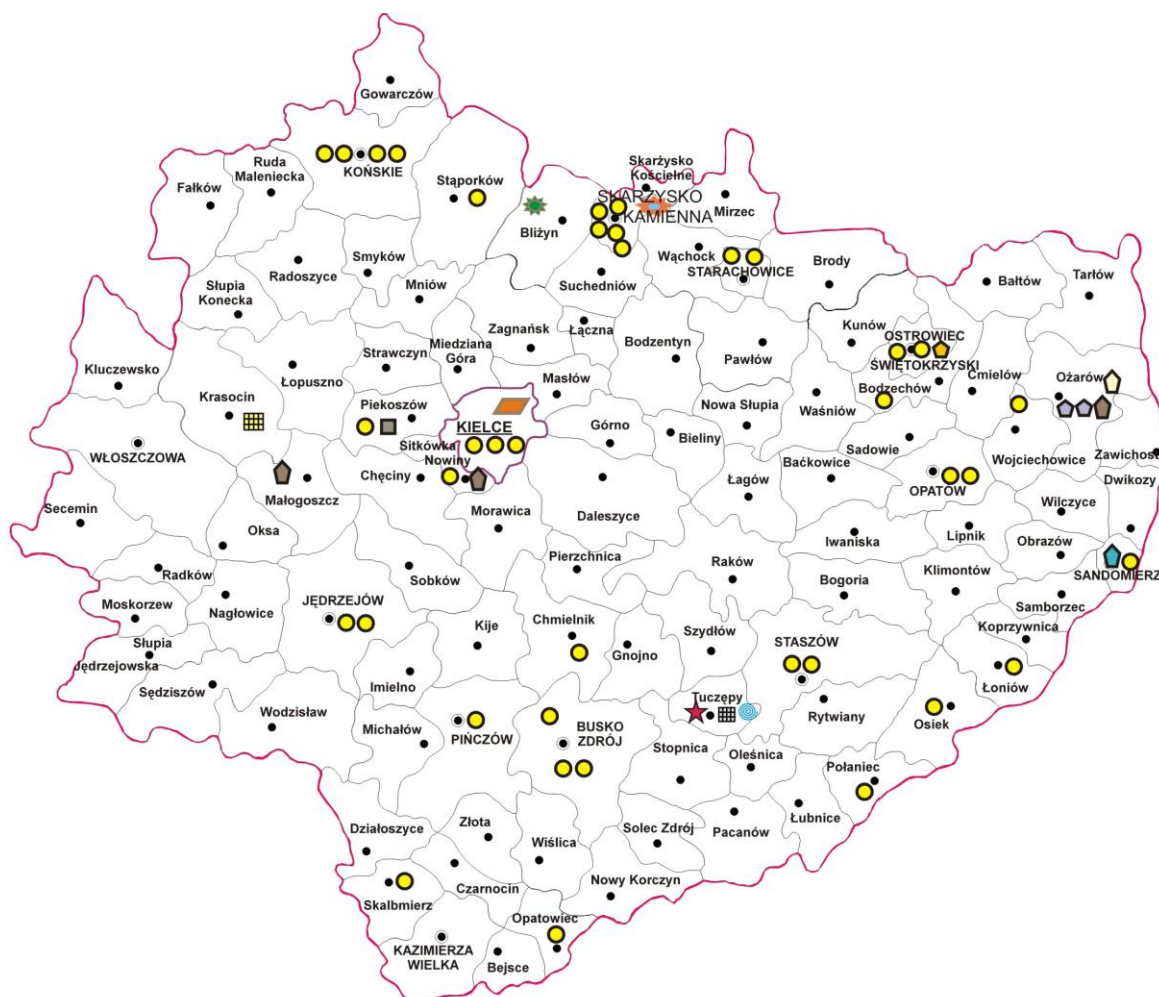 Gowarczów
KOŃSKIE
Ruda
Maleniecka
Fałków
Stąporków
Skarżysko
Kościelne
SKARŻYSKO
KAMIENNA
Mirzec
Bliżyn
Radoszyce
Smyków
Wąchock
STARACHOWICE
Brody
Bałtów
Tarłów
Słupia
Konecka
Mniów
Suchedniów
Zagnańsk
Łączna
Bodzentyn
Pawłów
Kunów
OSTROWIEC
ŚWIĘTOKRZYSKI
Kluczewsko
Łopuszno
Strawczyn
Miedziana
Góra
Ćmielów
Ożarów
Krasocin
Piekoszów
Masłów
Nowa Słupia
Waśniów
Bodzechów
WŁOSZCZOWA
KIELCE
Sitkówka
Nowiny
Górno
Bieliny
Sadowie
Wojciechowice
Zawichost
Małogoszcz
Chęciny
Morawica
Daleszyce
Łagów
Baćkowice
OPATÓW
Dwikozy
Secemin
Oksa
Wilczyce
Iwaniska
Lipnik
Obrazów
Radków
Sobków
Pierzchnica
Raków
Bogoria
Klimontów
SANDOMIERZ
Moskorzew
Nagłowice
JĘDRZEJÓW
Samborzec
Słupia
Jędrzejowska
Kije
Chmielnik
Gnojno
Szydłów
STASZÓW
Koprzywnica
Sędziszów
Imielno
Łoniów
Wodzisław
Michałów
PIŃCZÓW
BUSKO
ZDRÓJ
Tuczępy
Rytwiany
Osiek
Stopnica
Oleśnica
Połaniec
Działoszyce
Złota
Wiślica
Solec Zdrój
Pacanów
Łubnice
Skalbmierz
Czarnocin
Nowy Korczyn
Opatowiec
KAZIMIERZA
WIELKA
Bejsce